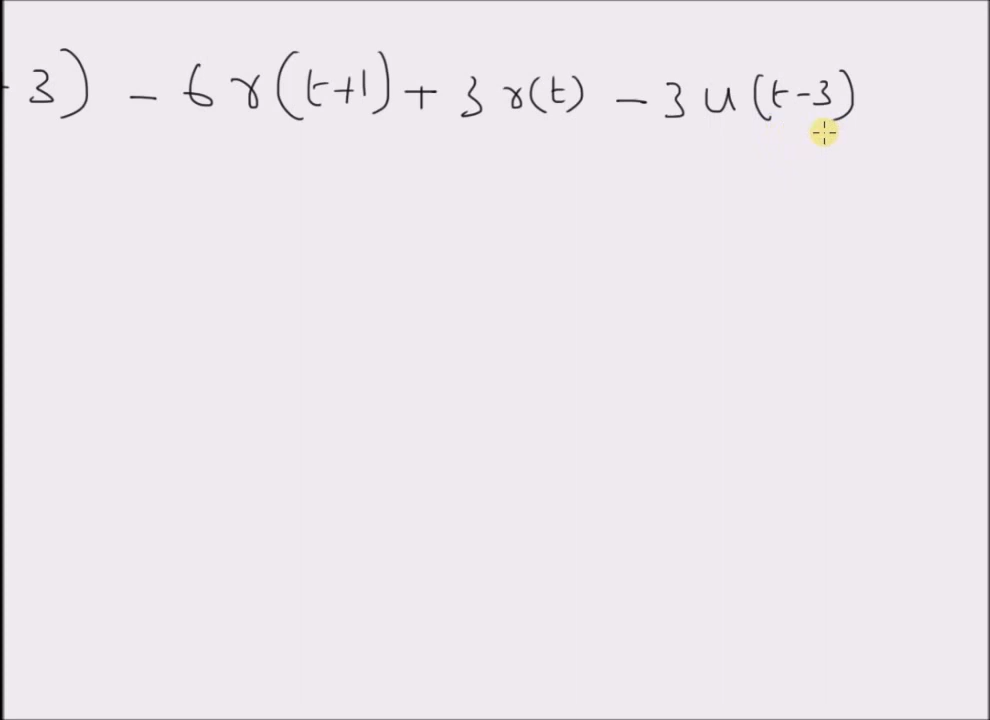 3) - 6 r(t+1) + 3 r(t) - 3 u(t-3)